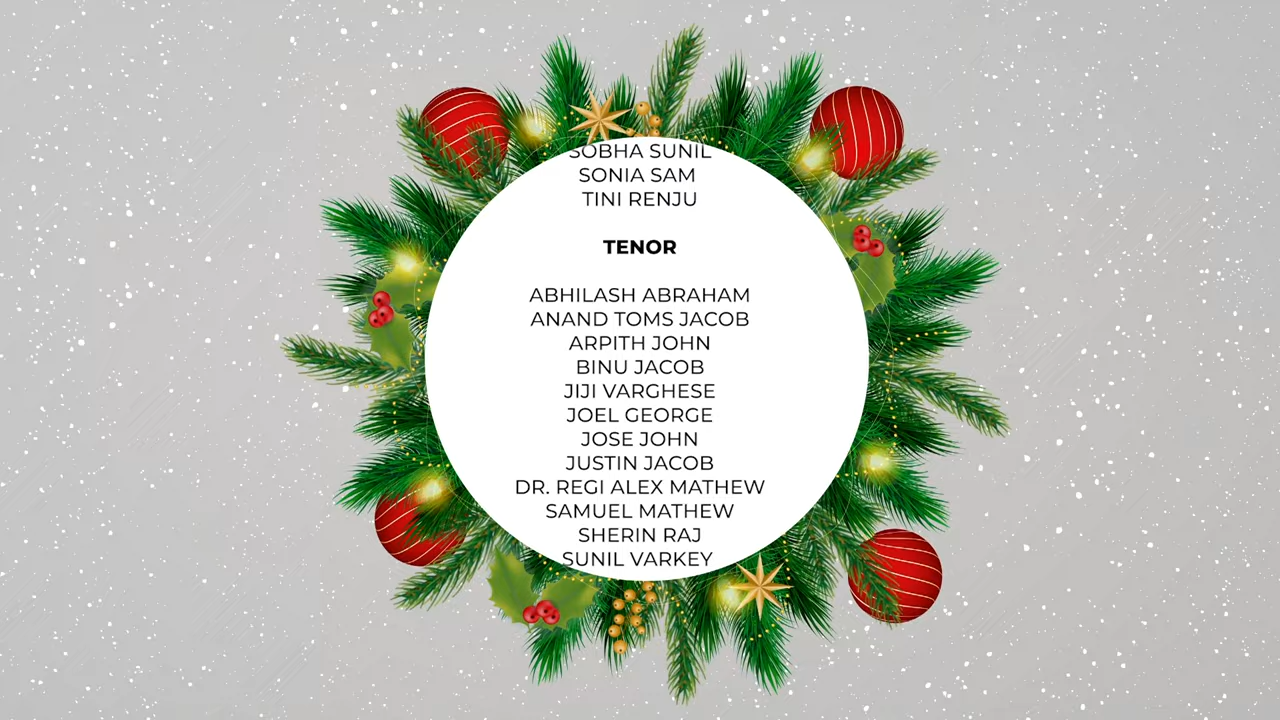 SOBHA SUNIL
SONIA SAM
TINI RENJU
TENOR
ABHILASH ABRAHAM
ANAND TOMS JACOB
ARPITH JOHN
BINU JACOB
JIJI VARGHESE
JOEL GEORGE
JOSE JOHN
JUSTIN JACOB
DR. REGI ALEX MATHEW
SAMUEL MATHEW
SHERIN RAJ
SUNIL VARKEY